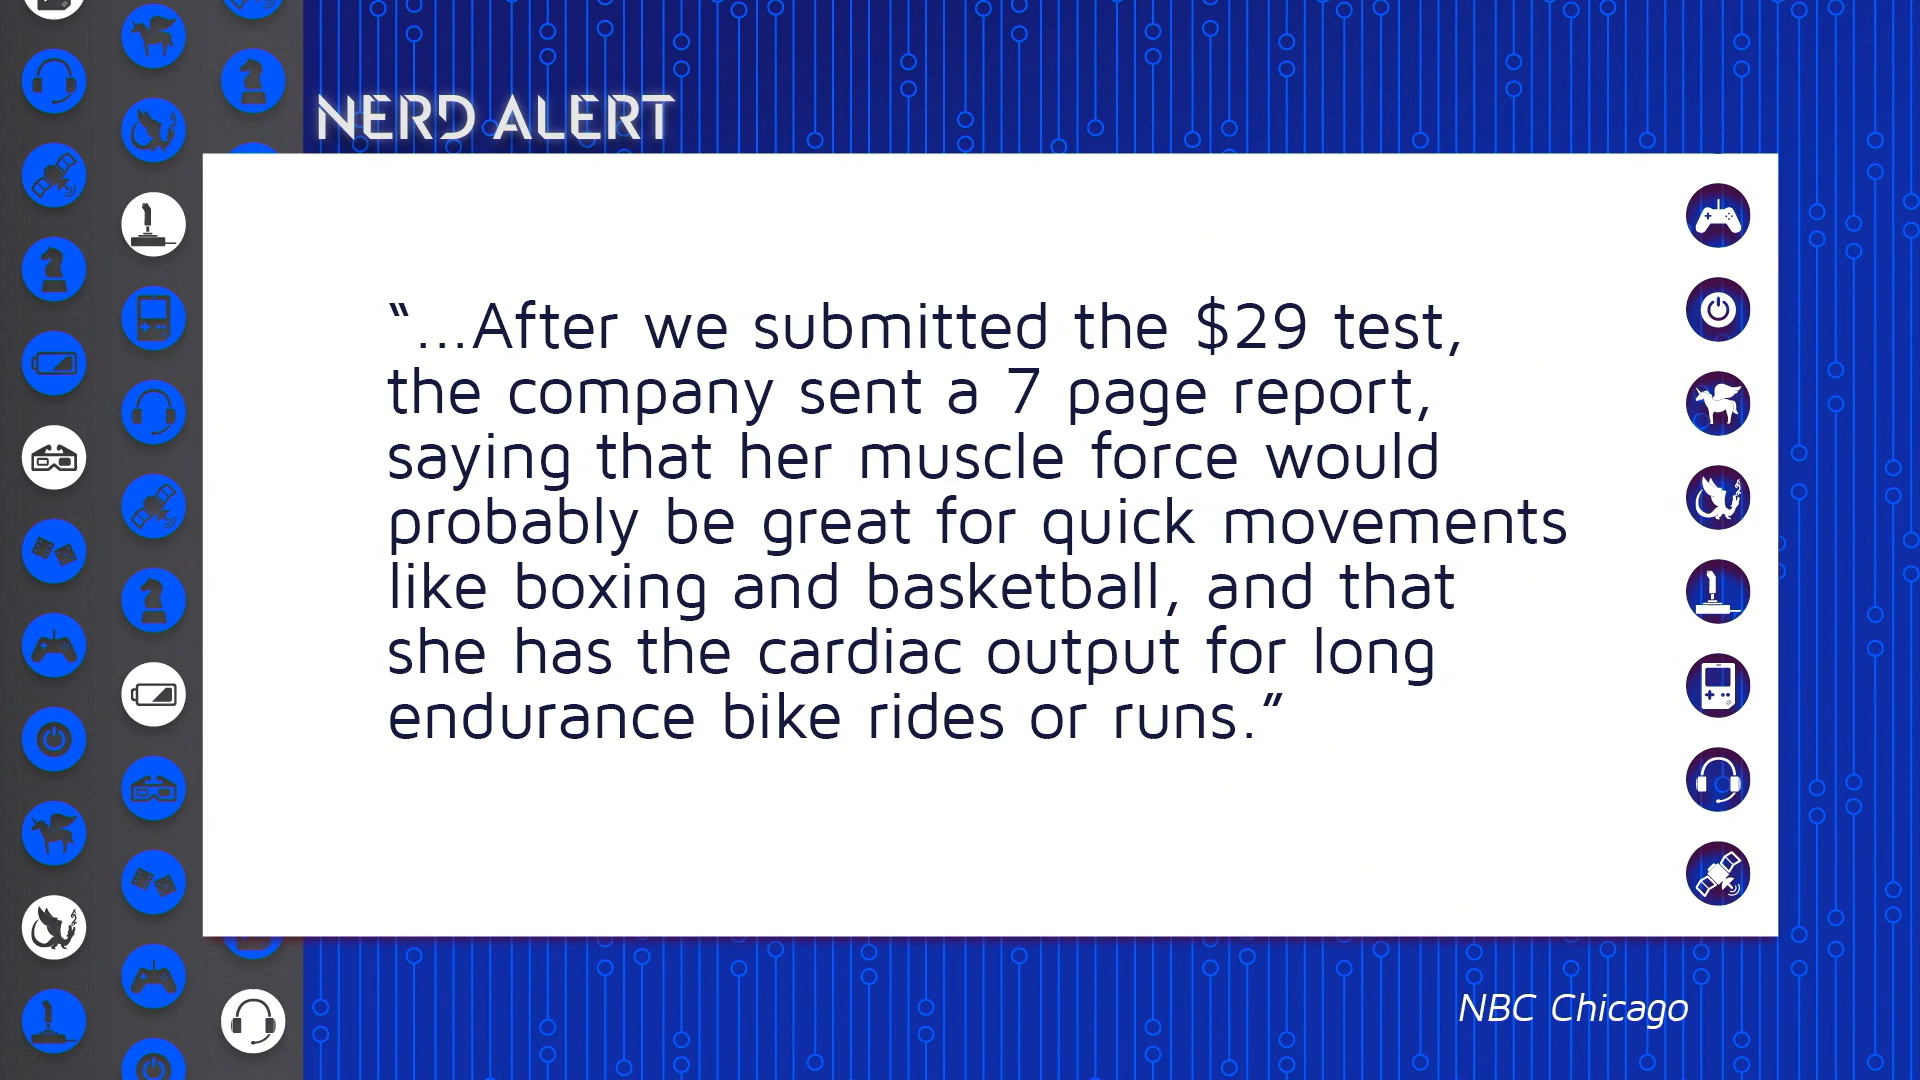 NERD ALERT
“...After we submitted the $29 test,
the company sent a 7 page report,
saying that her muscle force would
probably be great for quick movements
like boxing and basketball, and that
she has the cardiac output for long
endurance bike rides or runs.”
NBC Chicago